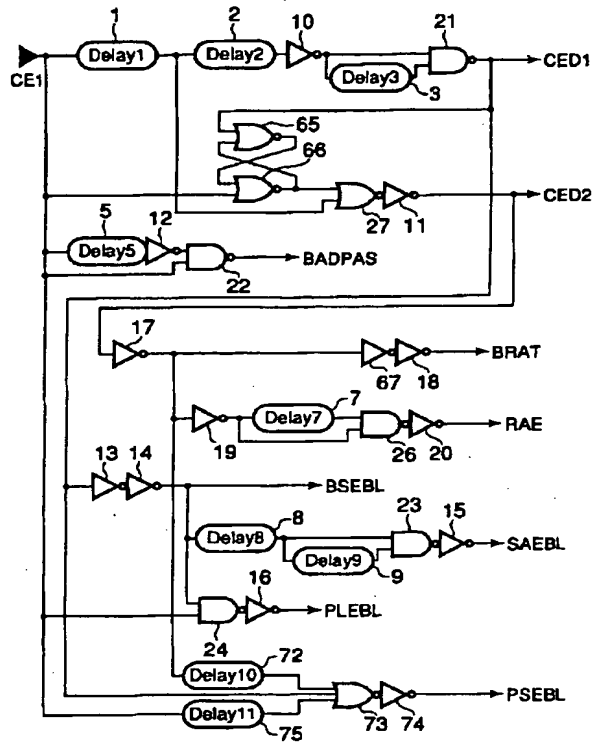 1 2 10 21
CE1 Delay1 Delay2 Delay3 3 CED1
65
66
27 11 CED2
5 12
Delay5 22 BADPAS
17
67 18 BRAT
7
19 Delay7 26 20 RAE
13 14 BSEBL
8 23 15
Delay8 Delay9 9 SAEBL
16
24 PLEBL
72
Delay10
Delay11 73 74 PSEBL
75